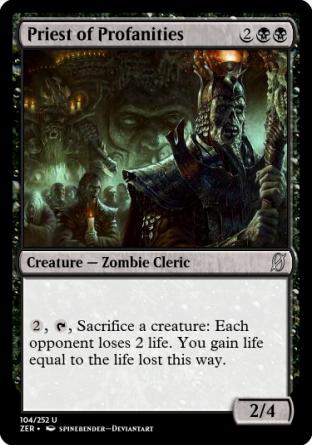 Priest of Profanities 2
Creature — Zombie Cleric
2, , Sacrifice a creature: Each
opponent loses 2 life. You gain life
equal to the life lost this way.
2/4
104/252 U
ZER • SPINEBENDER—DEVIANTART